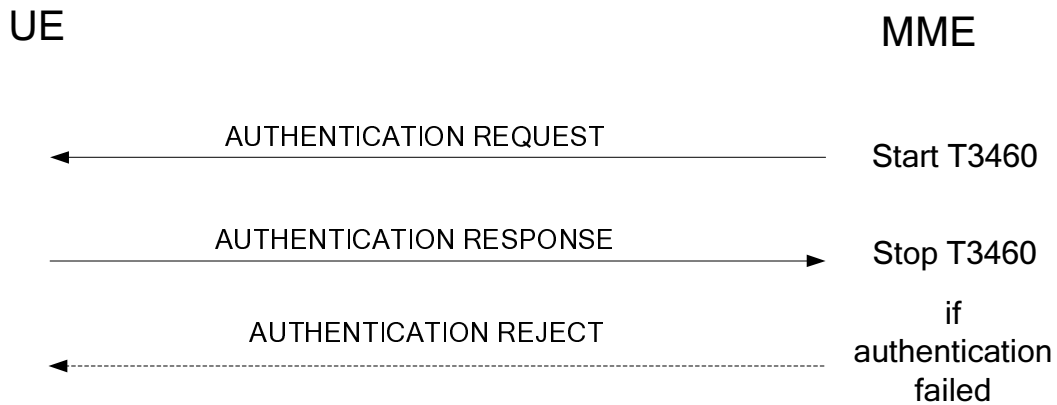 UE
MME
AUTHENTICATION REQUEST
Start T3460
AUTHENTICATION RESPONSE
Stop T3460
AUTHENTICATION REJECT
if
authentication
failed